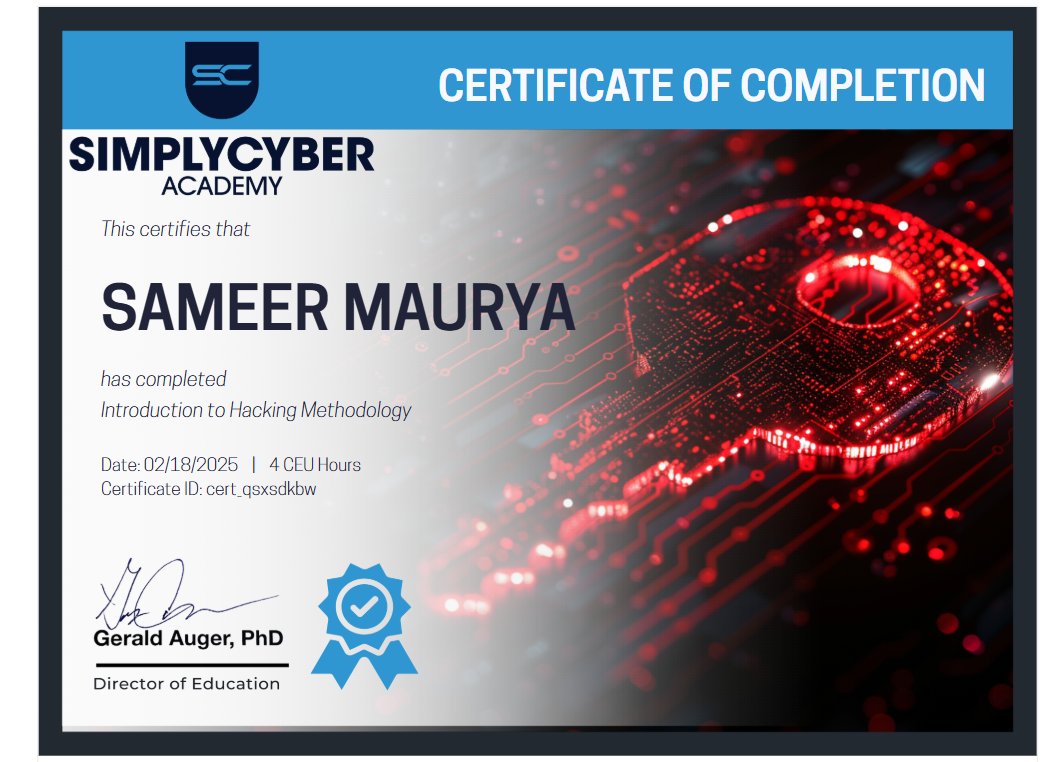 SC
CERTIFICATE OF COMPLETION
SIMPLYCYBER
ACADEMY
This certifies that
SAMEER MAURYA
has completed
Introduction to Hacking Methodology
Date: 02/18/2025 | 4 CEU Hours
Certificate ID: cert_qsxsdkbw
Gerald Auger, PhD
Director of Education